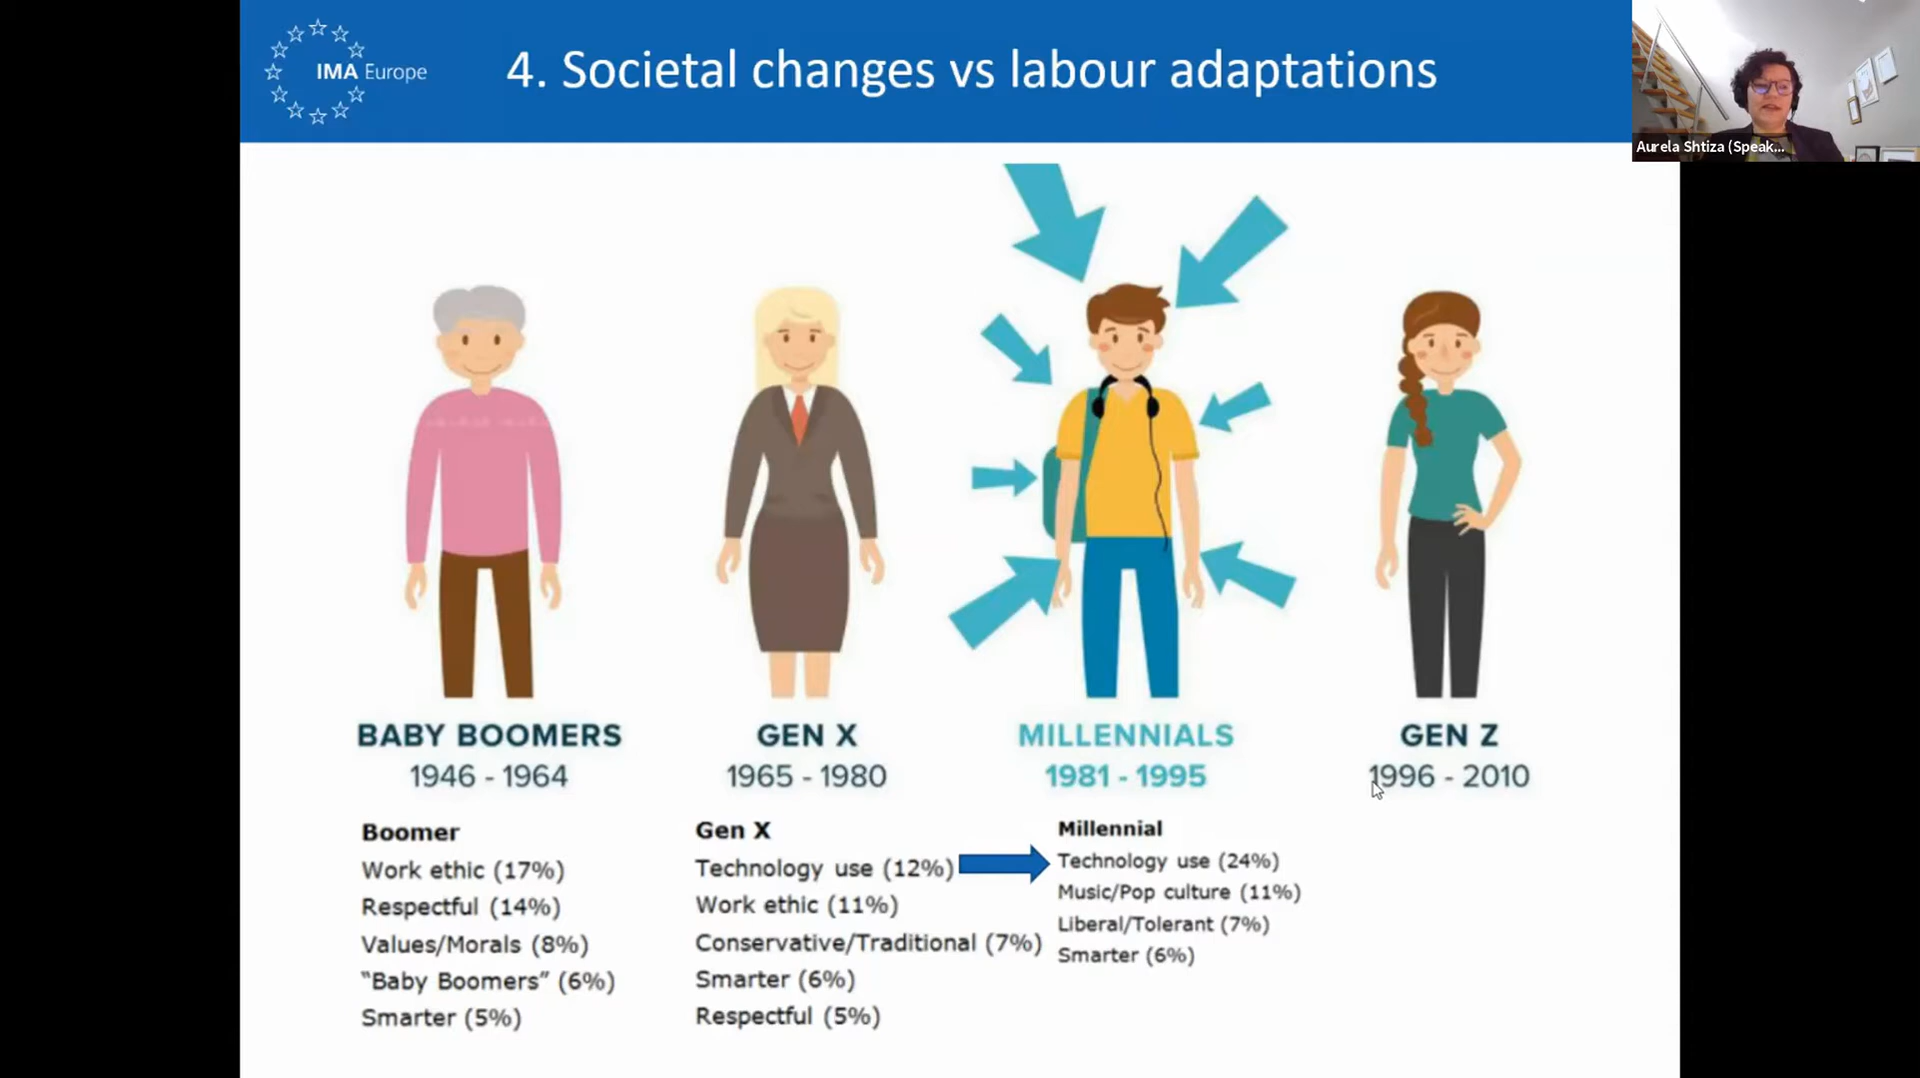 IMA Europe
4. Societal changes vs labour adaptations
Aurela Shtiza (Speak...
BABY BOOMERS
1946 - 1964
GEN X
1965 - 1980
MILLENNIALS
1981 - 1995
GEN Z
1996 - 2010
Boomer
Work ethic (17%)
Respectful (14%)
Values/Morals (8%)
“Baby Boomers” (6%)
Smarter (5%)
Gen X
Technology use (12%)
Work ethic (11%)
Conservative/Traditional (7%)
Smarter (6%)
Respectful (5%)
Millennial
Technology use (24%)
Music/Pop culture (11%)
Liberal/Tolerant (7%)
Smarter (6%)